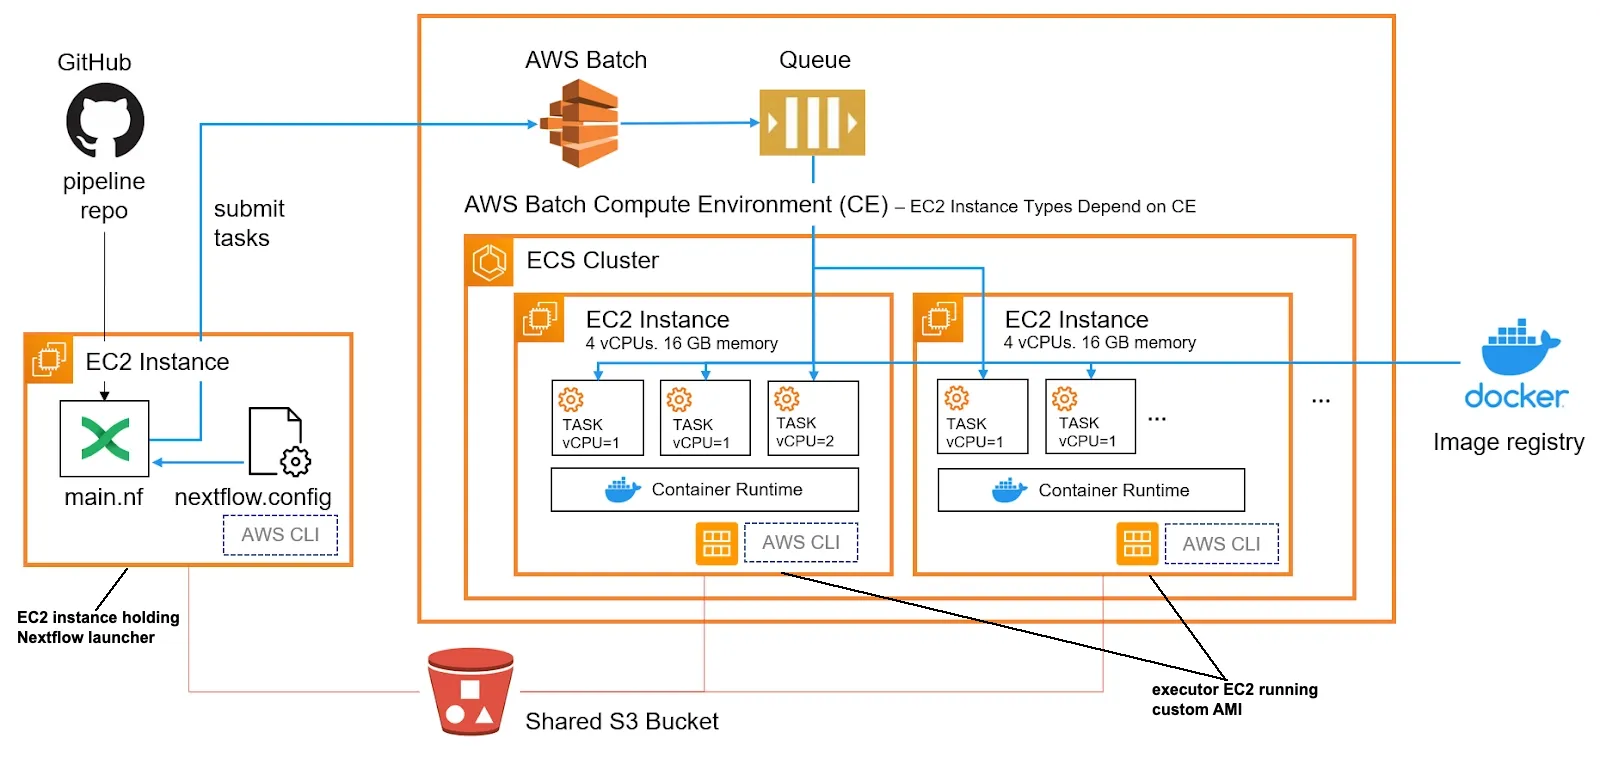 GitHub
pipeline
repo
submit
tasks
AWS Batch
Queue
AWS Batch Compute Environment (CE) – EC2 Instance Types Depend on CE
ECS Cluster
EC2 Instance
4 vCPUs. 16 GB memory
TASK
vCPU=1
TASK
vCPU=1
TASK
vCPU=2
Container Runtime
AWS CLI
EC2 Instance
4 vCPUs. 16 GB memory
TASK
vCPU=1
TASK
vCPU=1
...
Container Runtime
AWS CLI
...
docker
Image registry
EC2 Instance
main.nf
nextflow.config
AWS CLI
EC2 instance holding
Nextflow launcher
Shared S3 Bucket
executor EC2 running
custom AMI